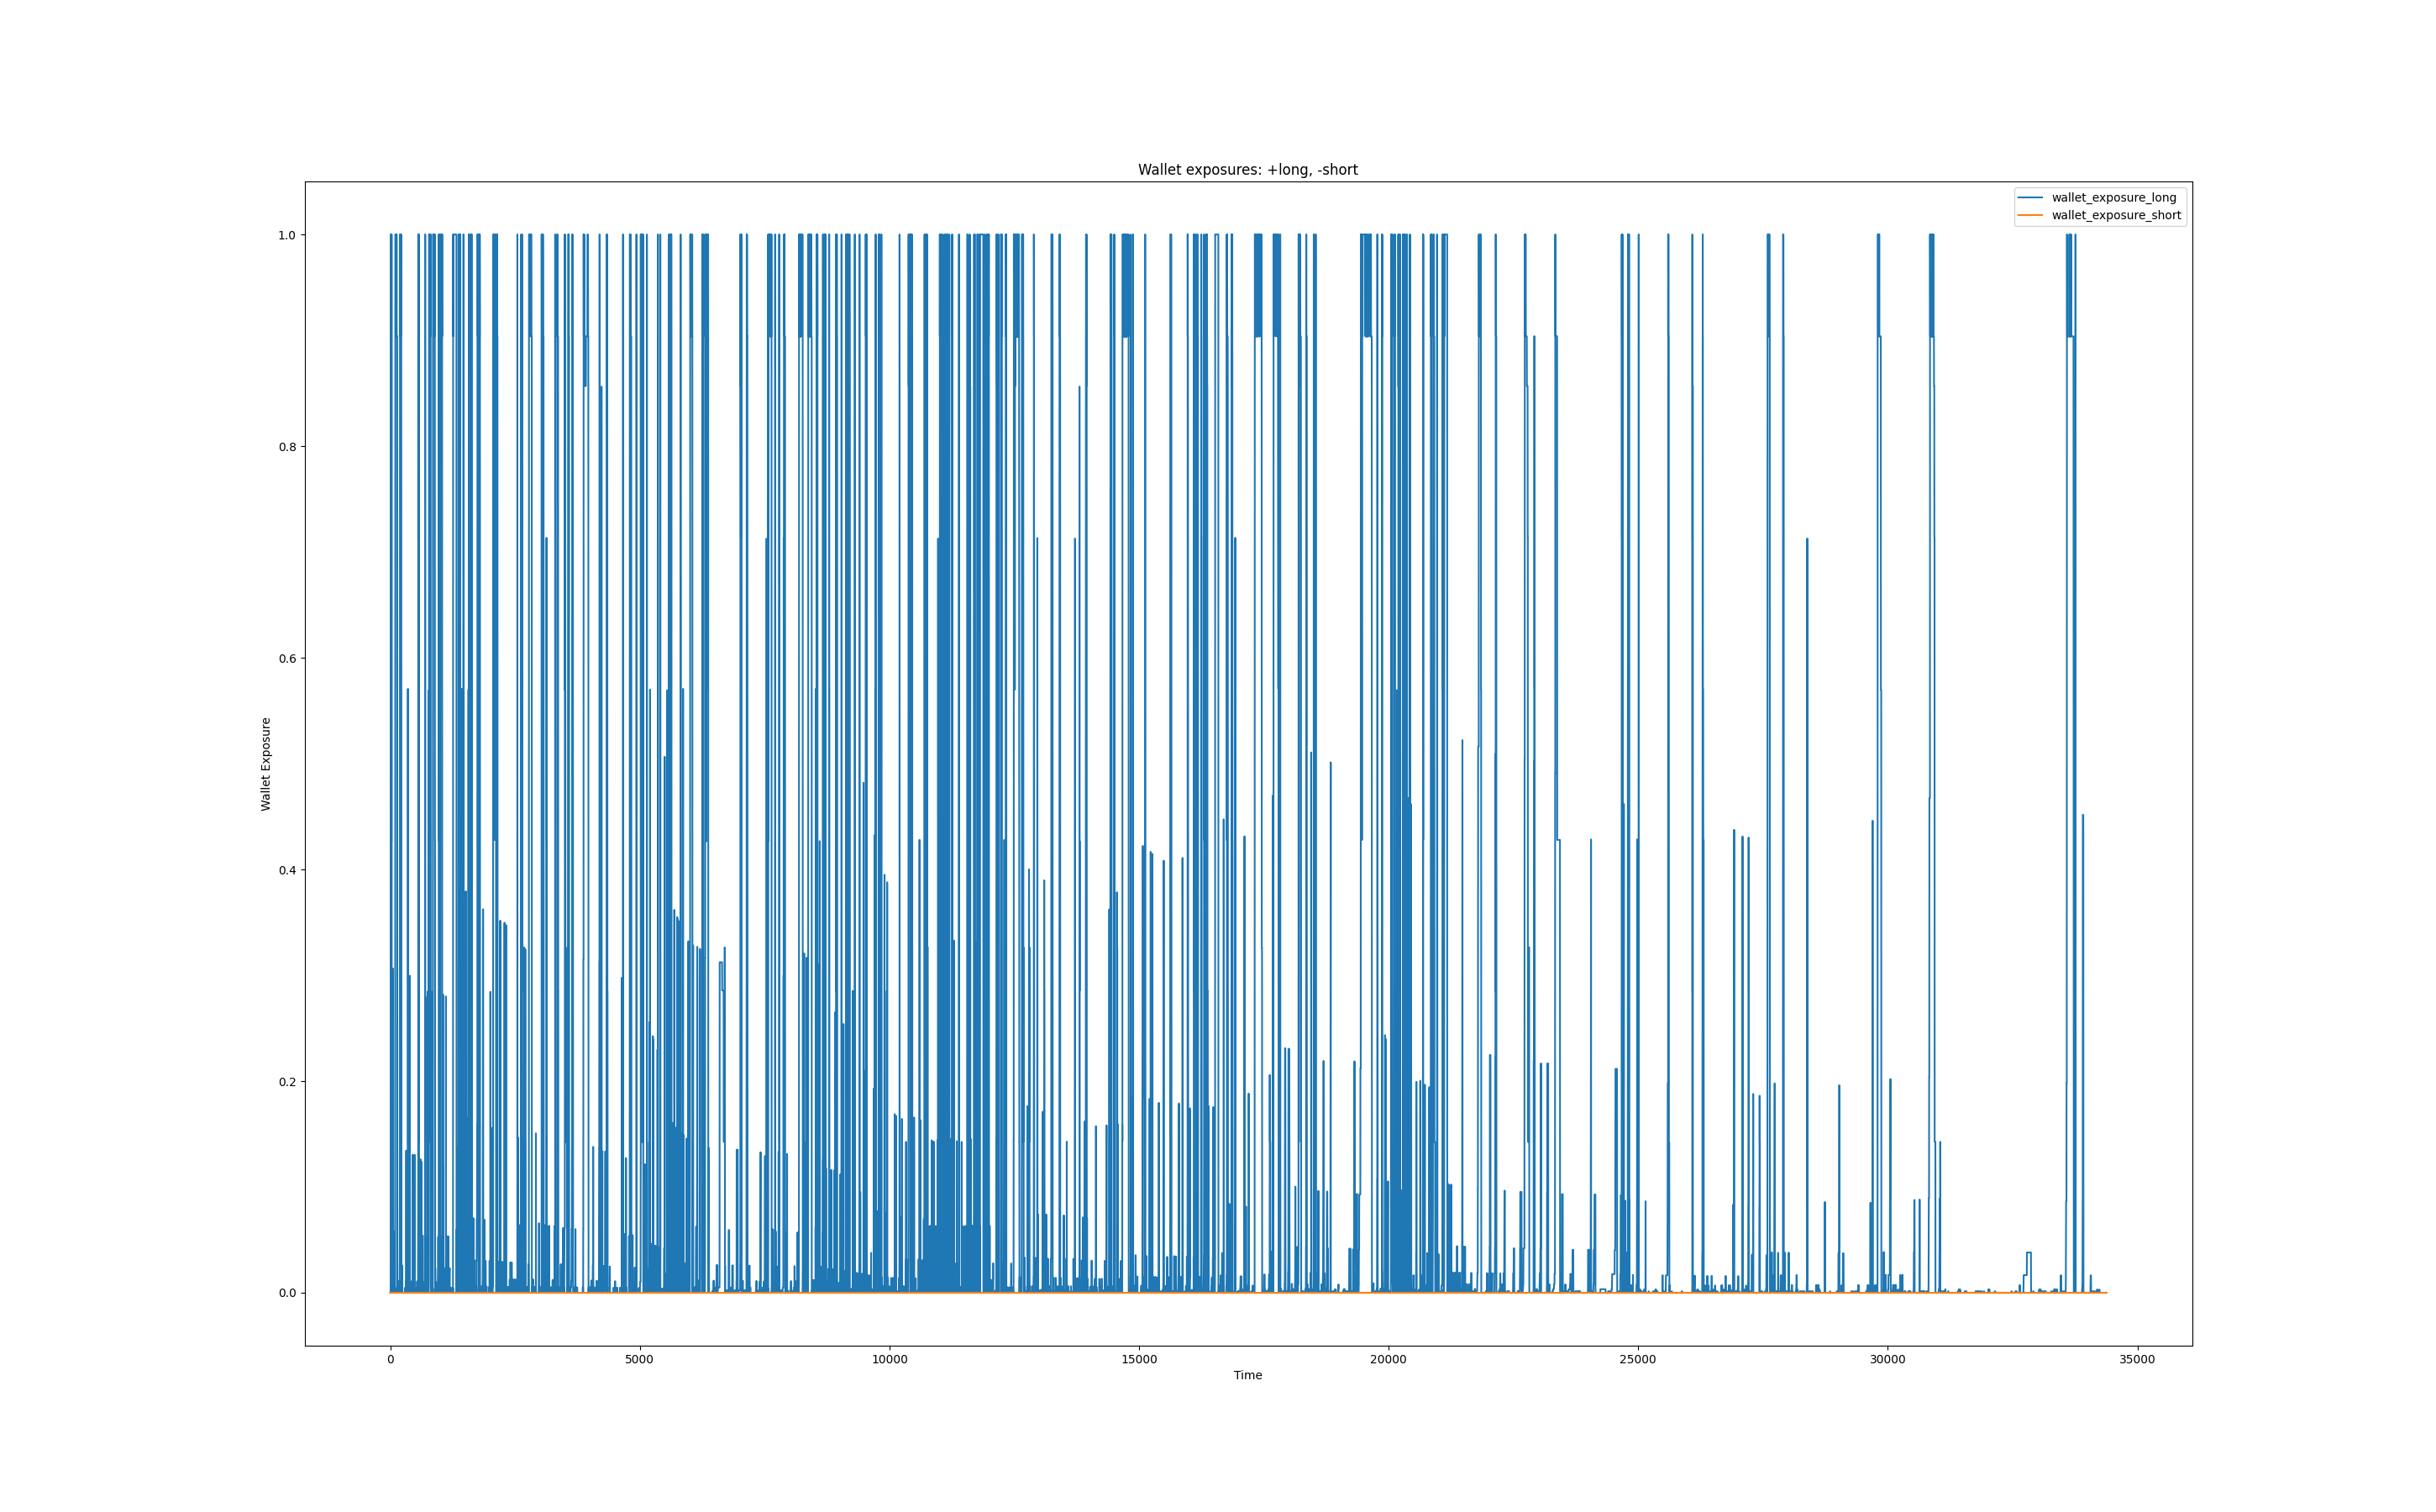 Wallet exposures: +long, -short
wallet_exposure_long
wallet_exposure_short
1.0
0.8
0.6
0.4
0.2
0.0
Wallet Exposure
0 5000 10000 15000 20000 25000 30000 35000
Time